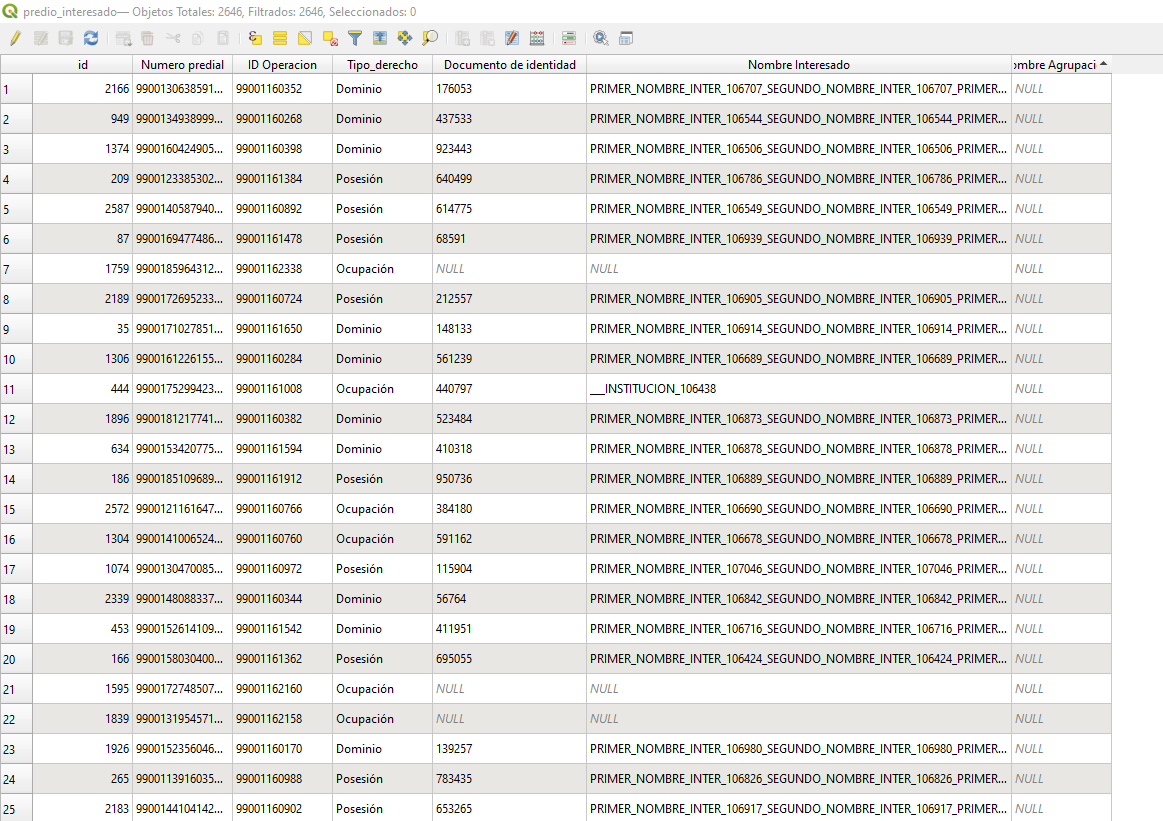 predio_interesado— Objetos Totales: 2646, Filtrados: 2646, Seleccionados: 0
id Numero predial ID Operacion Tipo_derecho Documento de identidad Nombre Interesado ombre Agrupaci
1 2166 9900130638591... 99001160352 Dominio 176053 PRIMER_NOMBRE_INTER_106707_SEGUNDO_NOMBRE_INTER_106707_PRIMER... NULL
2 949 9900134938999... 99001160268 Dominio 437533 PRIMER_NOMBRE_INTER_106544_SEGUNDO_NOMBRE_INTER_106544_PRIMER... NULL
3 1374 9900160424905... 99001160398 Dominio 923443 PRIMER_NOMBRE_INTER_106506_SEGUNDO_NOMBRE_INTER_106506_PRIMER... NULL
4 209 9900123385302... 99001161384 Posesión 640499 PRIMER_NOMBRE_INTER_106786_SEGUNDO_NOMBRE_INTER_106786_PRIMER... NULL
5 2587 9900140587940... 99001160892 Posesión 614775 PRIMER_NOMBRE_INTER_106549_SEGUNDO_NOMBRE_INTER_106549_PRIMER... NULL
6 87 9900169477486... 99001161478 Posesión 68591 PRIMER_NOMBRE_INTER_106939_SEGUNDO_NOMBRE_INTER_106939_PRIMER... NULL
7 1759 9900185964312... 99001162338 Ocupación NULL NULL NULL
8 2189 9900172695233... 99001160724 Posesión 212557 PRIMER_NOMBRE_INTER_106905_SEGUNDO_NOMBRE_INTER_106905_PRIMER... NULL
9 35 9900171027851... 99001161650 Dominio 148133 PRIMER_NOMBRE_INTER_106914_SEGUNDO_NOMBRE_INTER_106914_PRIMER... NULL
10 1306 9900161226155... 99001160284 Dominio 561239 PRIMER_NOMBRE_INTER_106689_SEGUNDO_NOMBRE_INTER_106689_PRIMER... NULL
11 444 9900175299423... 99001161008 Ocupación 440797 ___INSTITUCION_106438 NULL
12 1896 9900181217741... 99001160382 Dominio 523484 PRIMER_NOMBRE_INTER_106873_SEGUNDO_NOMBRE_INTER_106873_PRIMER... NULL
13 634 9900153420775... 99001161594 Dominio 410318 PRIMER_NOMBRE_INTER_106878_SEGUNDO_NOMBRE_INTER_106878_PRIMER... NULL
14 186 9900185109689... 99001161912 Posesión 950736 PRIMER_NOMBRE_INTER_106889_SEGUNDO_NOMBRE_INTER_106889_PRIMER... NULL
15 2572 9900121161647... 99001160766 Ocupación 384180 PRIMER_NOMBRE_INTER_106690_SEGUNDO_NOMBRE_INTER_106690_PRIMER... NULL
16 1304 9900141006524... 99001160760 Ocupación 591162 PRIMER_NOMBRE_INTER_106678_SEGUNDO_NOMBRE_INTER_106678_PRIMER... NULL
17 1074 9900130470085... 99001160972 Posesión 115904 PRIMER_NOMBRE_INTER_107046_SEGUNDO_NOMBRE_INTER_107046_PRIMER... NULL
18 2339 9900148088337... 99001160344 Dominio 56764 PRIMER_NOMBRE_INTER_106842_SEGUNDO_NOMBRE_INTER_106842_PRIMER... NULL
19 453 9900152614109... 99001161542 Dominio 411951 PRIMER_NOMBRE_INTER_106716_SEGUNDO_NOMBRE_INTER_106716_PRIMER... NULL
20 166 9900158030400... 99001161362 Posesión 695055 PRIMER_NOMBRE_INTER_106424_SEGUNDO_NOMBRE_INTER_106424_PRIMER... NULL
21 1595 9900172748507... 99001162160 Ocupación NULL NULL NULL
22 1839 9900131954571... 99001162158 Ocupación NULL NULL NULL
23 1926 9900152356046... 99001160170 Dominio 139257 PRIMER_NOMBRE_INTER_106980_SEGUNDO_NOMBRE_INTER_106980_PRIMER... NULL
24 265 9900113916035... 99001160988 Posesión 783435 PRIMER_NOMBRE_INTER_106826_SEGUNDO_NOMBRE_INTER_106826_PRIMER... NULL
25 2183 9900144104142... 99001160902 Posesión 653265 PRIMER_NOMBRE_INTER_106917_SEGUNDO_NOMBRE_INTER_106917_PRIMER... NULL